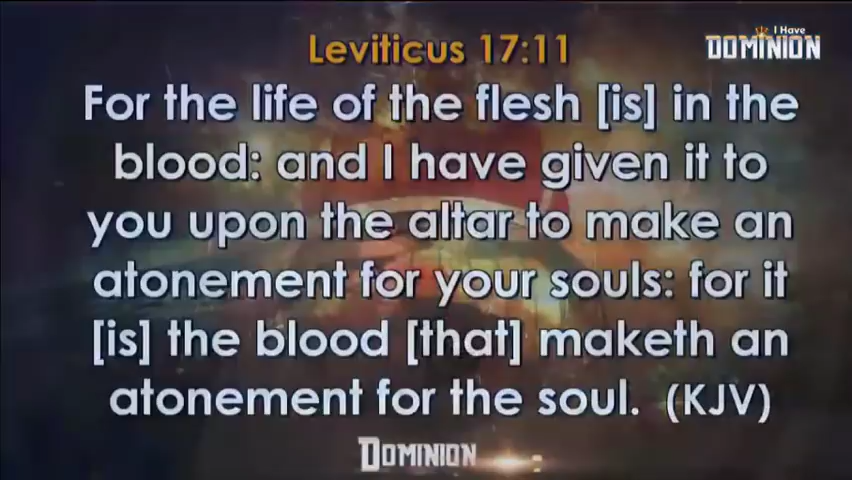 I Have
DOMINION
Leviticus 17:11
For the life of the flesh [is] in the
blood: and I have given it to
you upon the altar to make an
atonement for your souls: for it
[is] the blood [that] maketh an
atonement for the soul. (KJV)
DOMINION